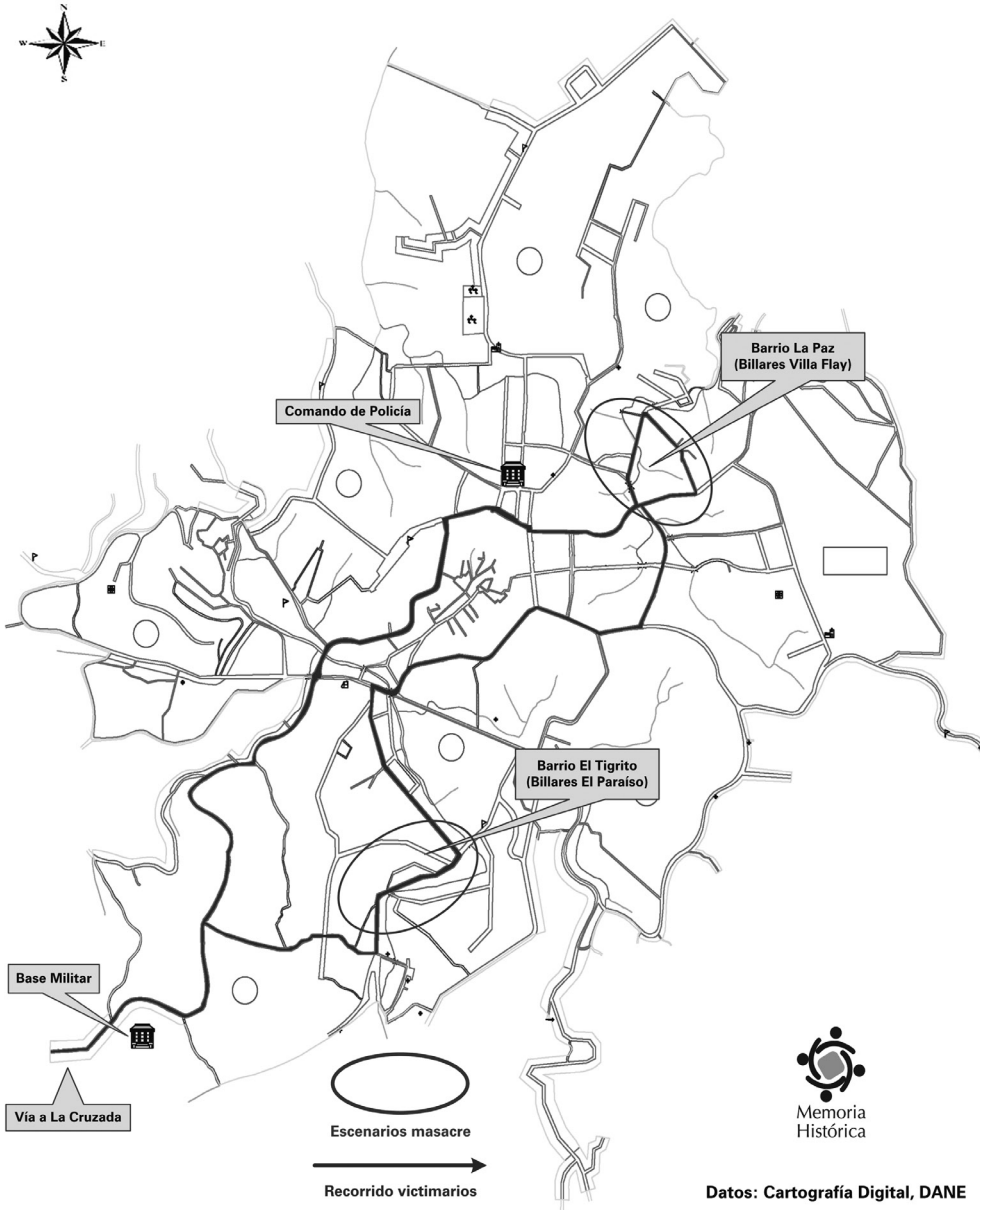 N
W E
S
Barrio La Paz
(Billares Villa Flay)
Comando de Policía
Barrio El Tigrito
(Billares El Paraíso)
Base Militar
Vía a La Cruzada
Escenarios masacre
Recorrido victimarios
Memoria
Histórica
Datos: Cartografía Digital, DANE